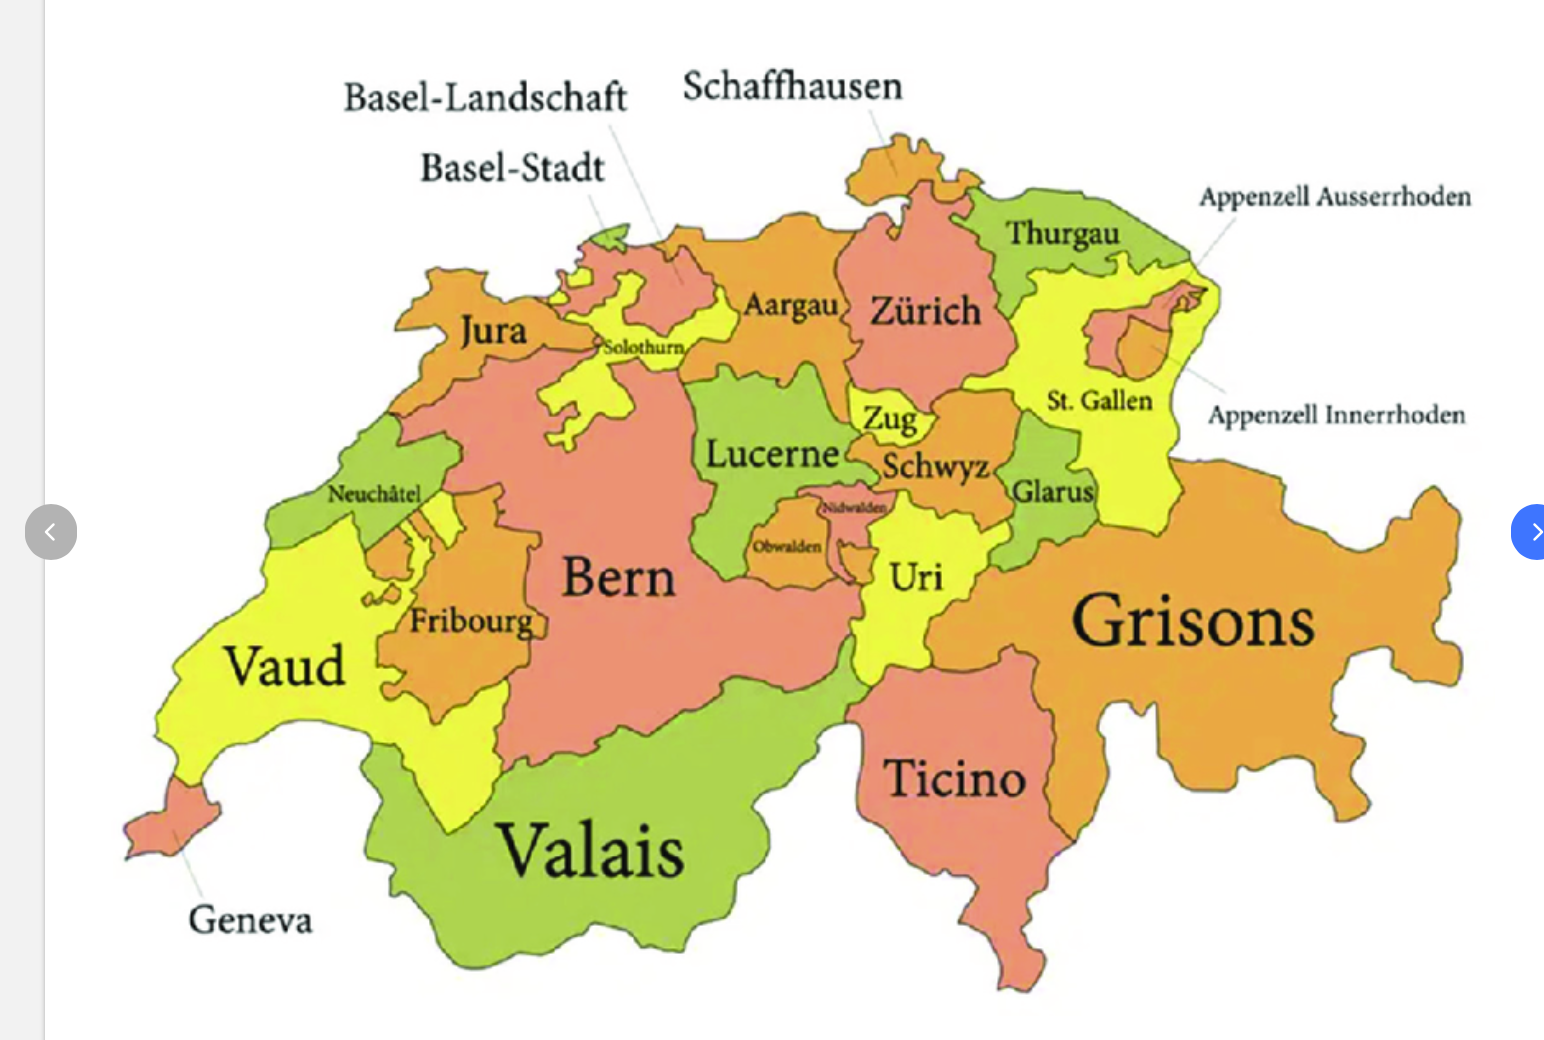 Schaffhausen
Basel-Landschaft
Basel-Stadt
Appenzell Ausserrhoden
Thurgau
Aargau
Zürich
Jura
Solothurn
St. Gallen
Appenzell Innerrhoden
Zug
Lucerne
Schwyz
Glarus
Neuchâtel
Nidwalden
Obwalden
Bern
Uri
Fribourg
Grisons
Vaud
Ticino
Valais
Geneva